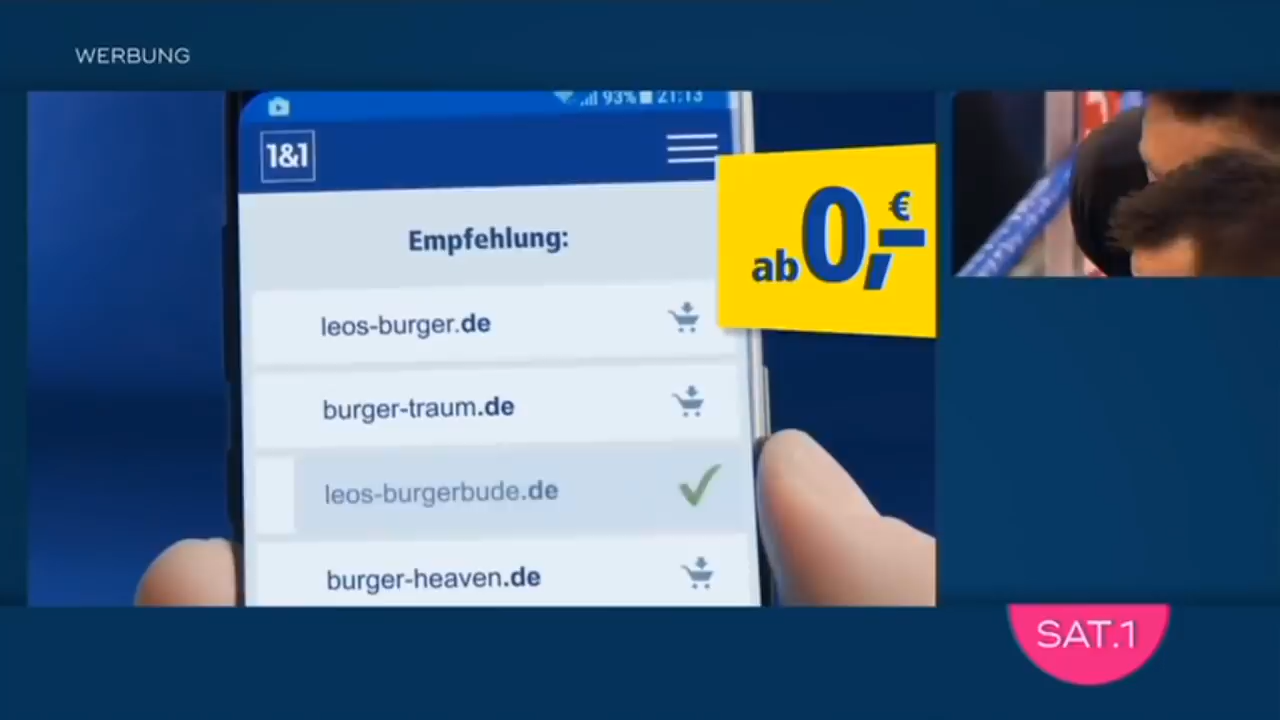 WERBUNG
93% 21:13
1&1
Empfehlung:
ab 0,- €
leos-burger.de
burger-traum.de
leos-burgerbude.de
burger-heaven.de
SAT.1